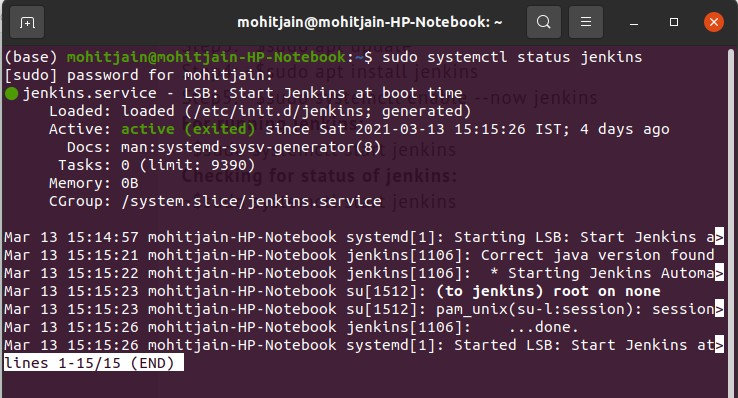 mohitjain@mohitjain-HP-Notebook: ~
(base) mohitjain@mohitjain-HP-Notebook:~$ sudo systemctl status jenkins
[sudo] password for mohitjain:
● jenkins.service - LSB: Start Jenkins at boot time
Loaded: loaded (/etc/init.d/jenkins; generated)
Active: active (exited) since Sat 2021-03-13 15:15:26 IST; 4 days ago
Docs: man:systemd-sysv-generator(8)
Tasks: 0 (limit: 9390)
Memory: 0B
CGroup: /system.slice/jenkins.service
Mar 13 15:14:57 mohitjain-HP-Notebook systemd[1]: Starting LSB: Start Jenkins a>
Mar 13 15:15:21 mohitjain-HP-Notebook jenkins[1106]: Correct java version found
Mar 13 15:15:22 mohitjain-HP-Notebook jenkins[1106]:  * Starting Jenkins Automa>
Mar 13 15:15:23 mohitjain-HP-Notebook su[1512]: (to jenkins) root on none
Mar 13 15:15:23 mohitjain-HP-Notebook su[1512]: pam_unix(su-l:session): session>
Mar 13 15:15:26 mohitjain-HP-Notebook jenkins[1106]:    ...done.
Mar 13 15:15:26 mohitjain-HP-Notebook systemd[1]: Started LSB: Start Jenkins at>
lines 1-15/15 (END)